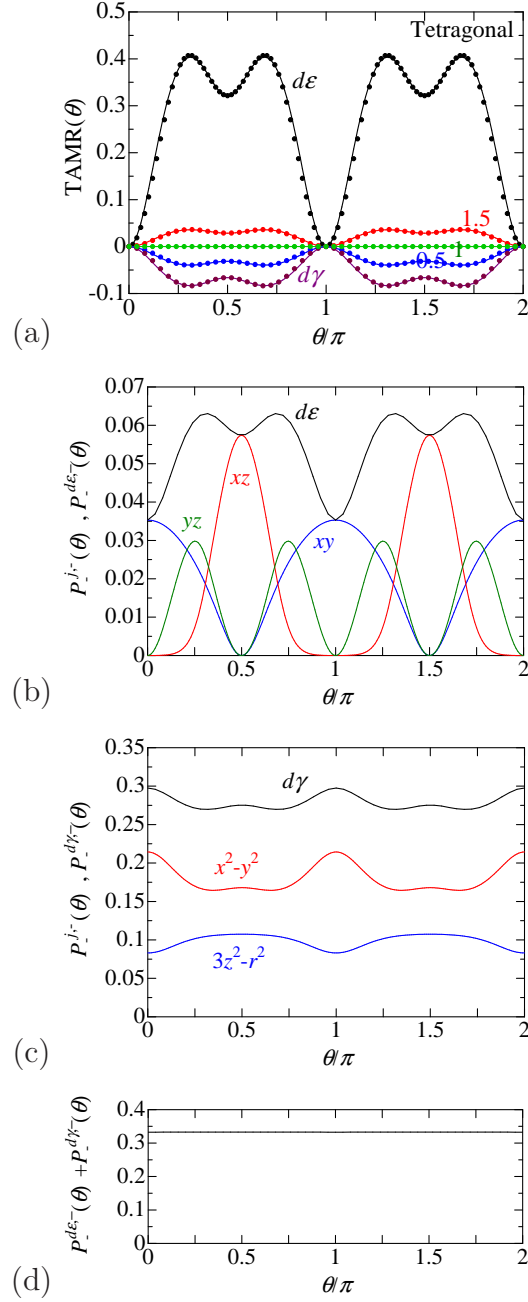 Tetragonal
0.4
0.3
0.2
0.1
0
-0.1
TAMR(θ)
dε
1.5
1
0.5
dγ
0 0.5 1 1.5 2
θ/π
(a)
0.07
0.06
0.05
0.04
0.03
0.02
0.01
0
P_-^{j,-}(θ) , P_-^{dε,-}(θ)
dε
xz
yz
xy
0 0.5 1 1.5 2
θ/π
(b)
0.35
0.3
0.25
0.2
0.15
0.1
0.05
0
P_-^{j,-}(θ) , P_-^{dγ,-}(θ)
dγ
x²-y²
3z²-r²
0 0.5 1 1.5 2
θ/π
(c)
0.4
0.3
0.2
0.1
0
P_-^{dε,-}(θ) +P_-^{dγ,-}(θ)
0 0.5 1 1.5 2
θ/π
(d)